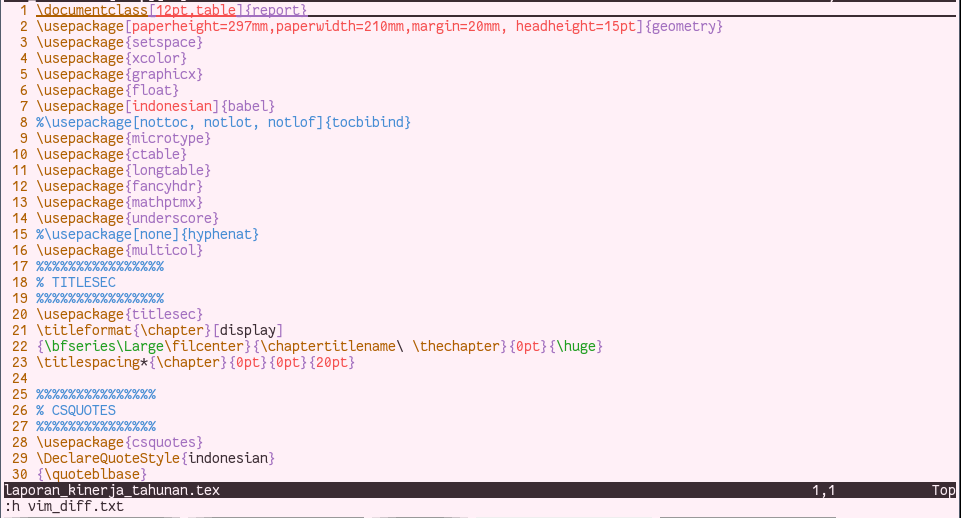 1 \documentclass[12pt,table]{report}
2 \usepackage[paperheight=297mm,paperwidth=210mm,margin=20mm, headheight=15pt]{geometry}
3 \usepackage{setspace}
4 \usepackage{xcolor}
5 \usepackage{graphicx}
6 \usepackage{float}
7 \usepackage[indonesian]{babel}
8 %\usepackage[nottoc, notlot, notlof]{tocbibind}
9 \usepackage{microtype}
10 \usepackage{ctable}
11 \usepackage{longtable}
12 \usepackage{fancyhdr}
13 \usepackage{mathptmx}
14 \usepackage{underscore}
15 %\usepackage[none]{hyphenat}
16 \usepackage{multicol}
17 %%%%%%%%%%%%%%%%
18 % TITLESEC
19 %%%%%%%%%%%%%%%%
20 \usepackage{titlesec}
21 \titleformat{\chapter}[display]
22 {\bfseries\Large\filcenter}{\chaptertitlename\ \thechapter}{0pt}{\huge}
23 \titlespacing*{\chapter}{0pt}{0pt}{20pt}
24
25 %%%%%%%%%%%%%%%
26 % CSQUOTES
27 %%%%%%%%%%%%%%%
28 \usepackage{csquotes}
29 \DeclareQuoteStyle{indonesian}
30 {\quoteblbase}
laporan_kinerja_tahunan.tex 1,1 Top
:h vim_diff.txt